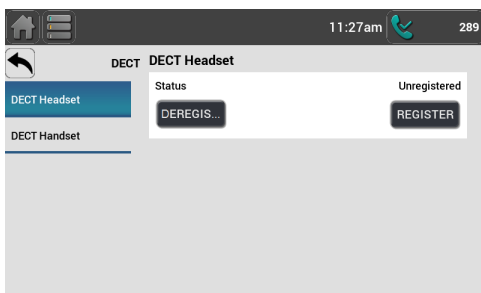 11:27am 289
DECT DECT Headset
DECT Headset
DECT Handset
Status Unregistered
DEREGIS... REGISTER